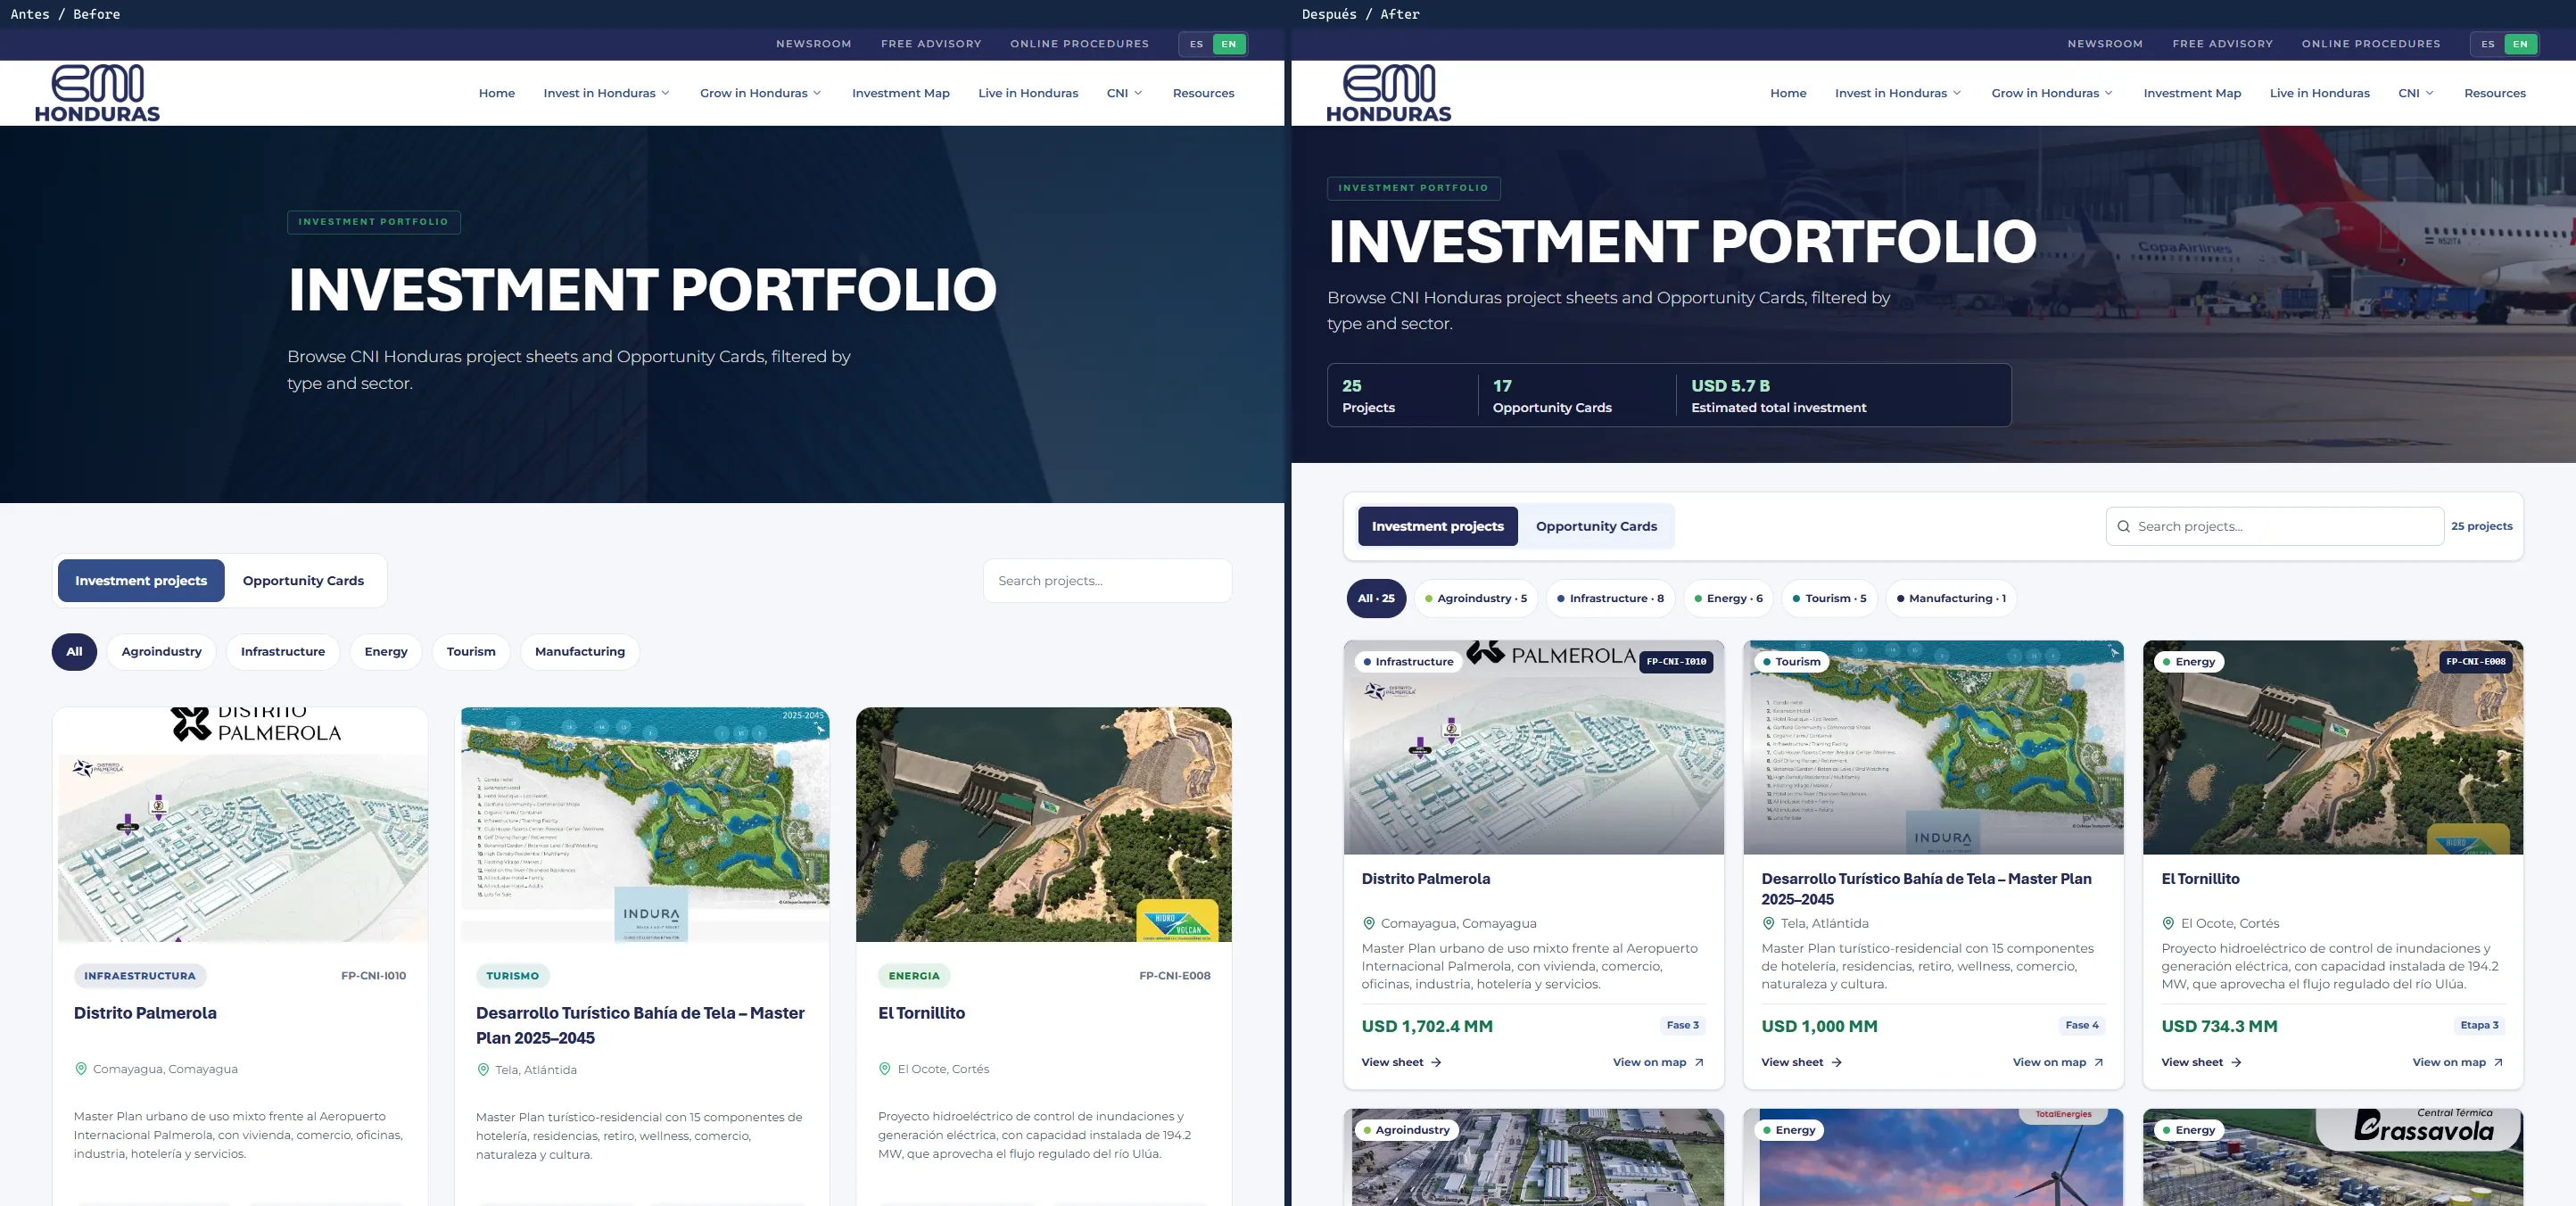 Antes / Before
NEWSROOM FREE ADVISORY ONLINE PROCEDURES ES EN
CNI HONDURAS
Home Invest in Honduras Grow in Honduras Investment Map Live in Honduras CNI Resources
INVESTMENT PORTFOLIO
INVESTMENT PORTFOLIO
Browse CNI Honduras project sheets and Opportunity Cards, filtered by
type and sector.
Investment projects Opportunity Cards Search projects...
All Agroindustry Infrastructure Energy Tourism Manufacturing
DISTRITO
PALMEROLA
DISTRITO
PALMEROLA
INFRAESTRUCTURA FP-CNI-I010
Distrito Palmerola
Comayagua, Comayagua
Master Plan urbano de uso mixto frente al Aeropuerto
Internacional Palmerola, con vivienda, comercio, oficinas,
industria, hotelería y servicios.
2025-2045
INDURA
TURISMO
Desarrollo Turístico Bahía de Tela – Master
Plan 2025–2045
Tela, Atlántida
Master Plan turístico-residencial con 15 componentes de
hotelería, residencias, retiro, wellness, comercio,
naturaleza y cultura.
HIDRO
VOLCAN
ENERGIA FP-CNI-E008
El Tornillito
El Ocote, Cortés
Proyecto hidroeléctrico de control de inundaciones y
generación eléctrica, con capacidad instalada de 194.2
MW, que aprovecha el flujo regulado del río Ulúa.
Después / After
NEWSROOM FREE ADVISORY ONLINE PROCEDURES ES EN
CNI HONDURAS
Home Invest in Honduras Grow in Honduras Investment Map Live in Honduras CNI Resources
CopaAirlines
INVESTMENT PORTFOLIO
INVESTMENT PORTFOLIO
Browse CNI Honduras project sheets and Opportunity Cards, filtered by
type and sector.
25 17 USD 5.7 B
Projects Opportunity Cards Estimated total investment
Investment projects Opportunity Cards Search projects... 25 projects
All · 25 Agroindustry · 5 Infrastructure · 8 Energy · 6 Tourism · 5 Manufacturing · 1
Infrastructure PALMEROLA FP-CNI-I010
DISTRITO
PALMEROLA
Distrito Palmerola
Comayagua, Comayagua
Master Plan urbano de uso mixto frente al Aeropuerto
Internacional Palmerola, con vivienda, comercio,
oficinas, industria, hotelería y servicios.
USD 1,702.4 MM Fase 3
View sheet View on map
Tourism
INDURA
Desarrollo Turístico Bahía de Tela – Master Plan
2025–2045
Tela, Atlántida
Master Plan turístico-residencial con 15 componentes
de hotelería, residencias, retiro, wellness, comercio,
naturaleza y cultura.
USD 1,000 MM Fase 4
View sheet View on map
Energy FP-CNI-E008
HIDRO
El Tornillito
El Ocote, Cortés
Proyecto hidroeléctrico de control de inundaciones y
generación eléctrica, con capacidad instalada de 194.2
MW, que aprovecha el flujo regulado del río Ulúa.
USD 734.3 MM Etapa 3
View sheet View on map
Agroindustry
Energy TotalEnergies
Energy Central Térmica
Brassavola